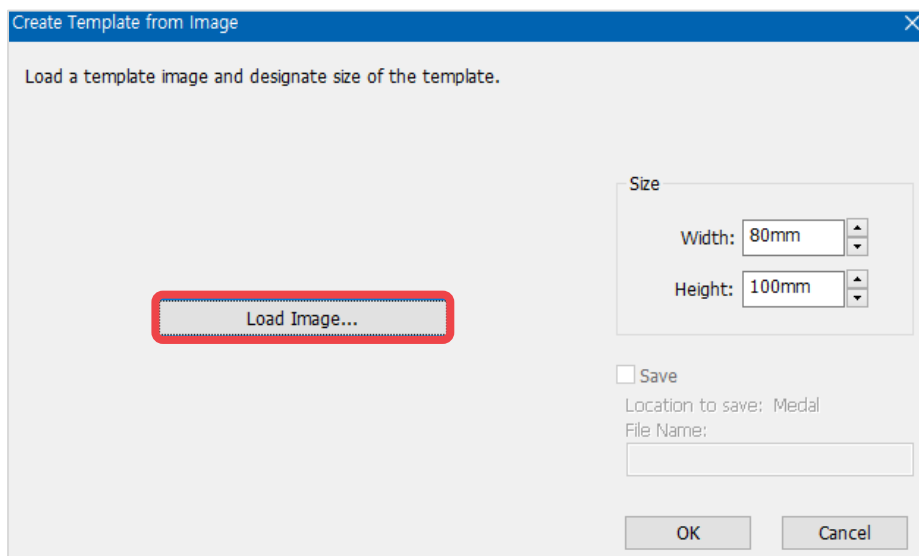 Create Template from Image
Load a template image and designate size of the template.
Size
Width: 80mm
Height: 100mm
Load Image...
Save
Location to save: Medal
File Name:
OK Cancel